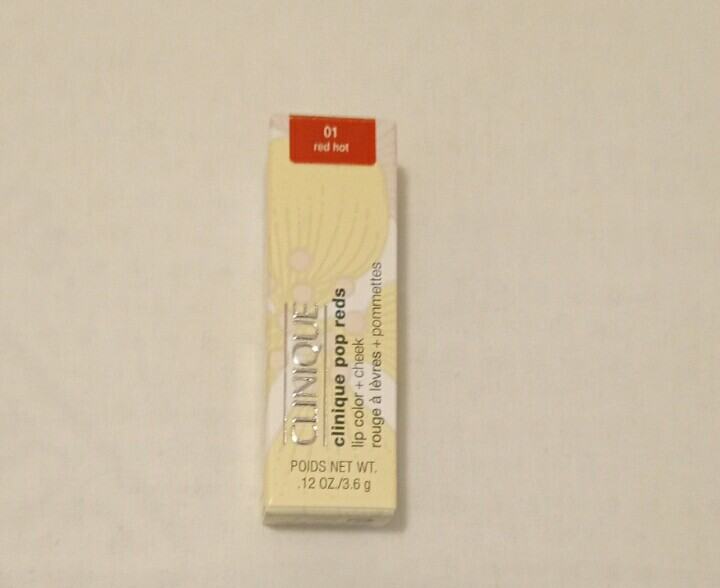 01
red hot
CLINIQUE
clinique pop reds
lip color + cheek
rouge à lèvres + pommettes
POIDS NET WT.
.12 OZ./3.6 g